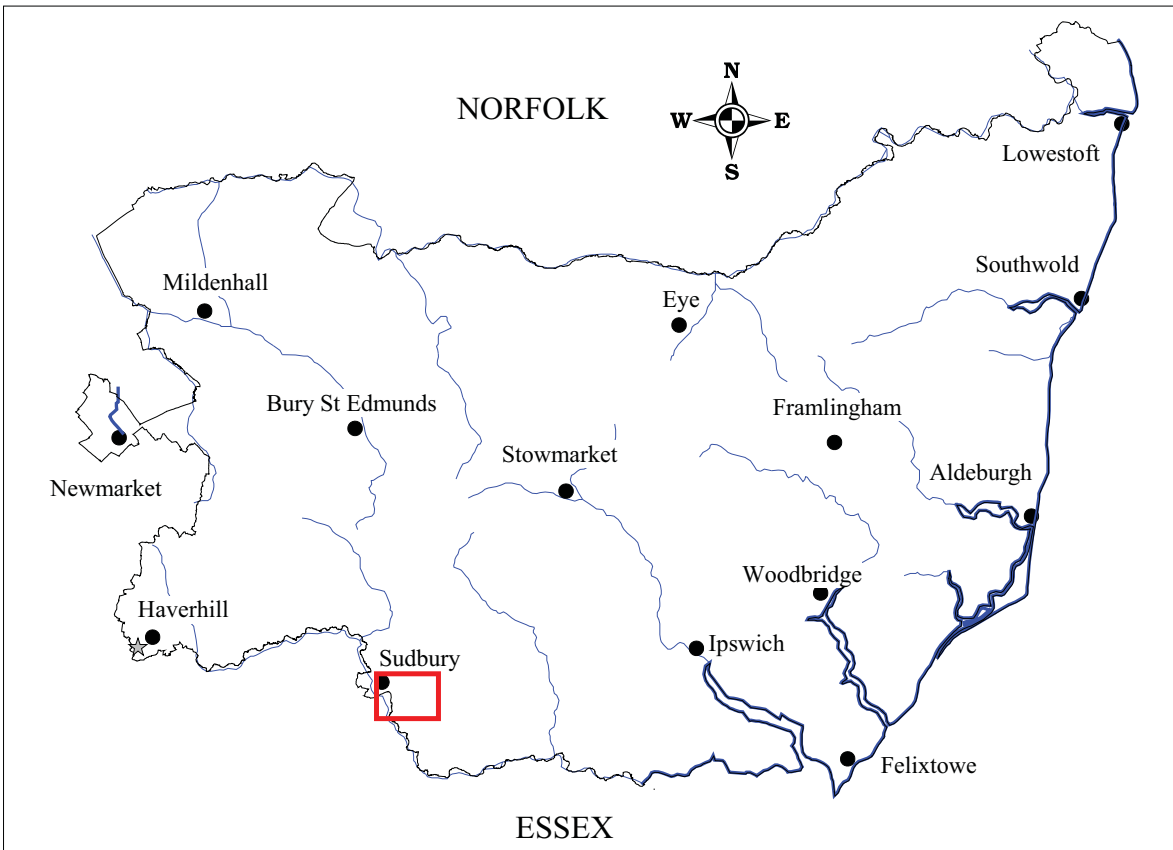 N
NORFOLK
W
E
S
Lowestoft
Southwold
Mildenhall
Eye
Bury St Edmunds
Framlingham
Stowmarket
Aldeburgh
Newmarket
Woodbridge
Haverhill
Ipswich
Sudbury
Felixtowe
ESSEX